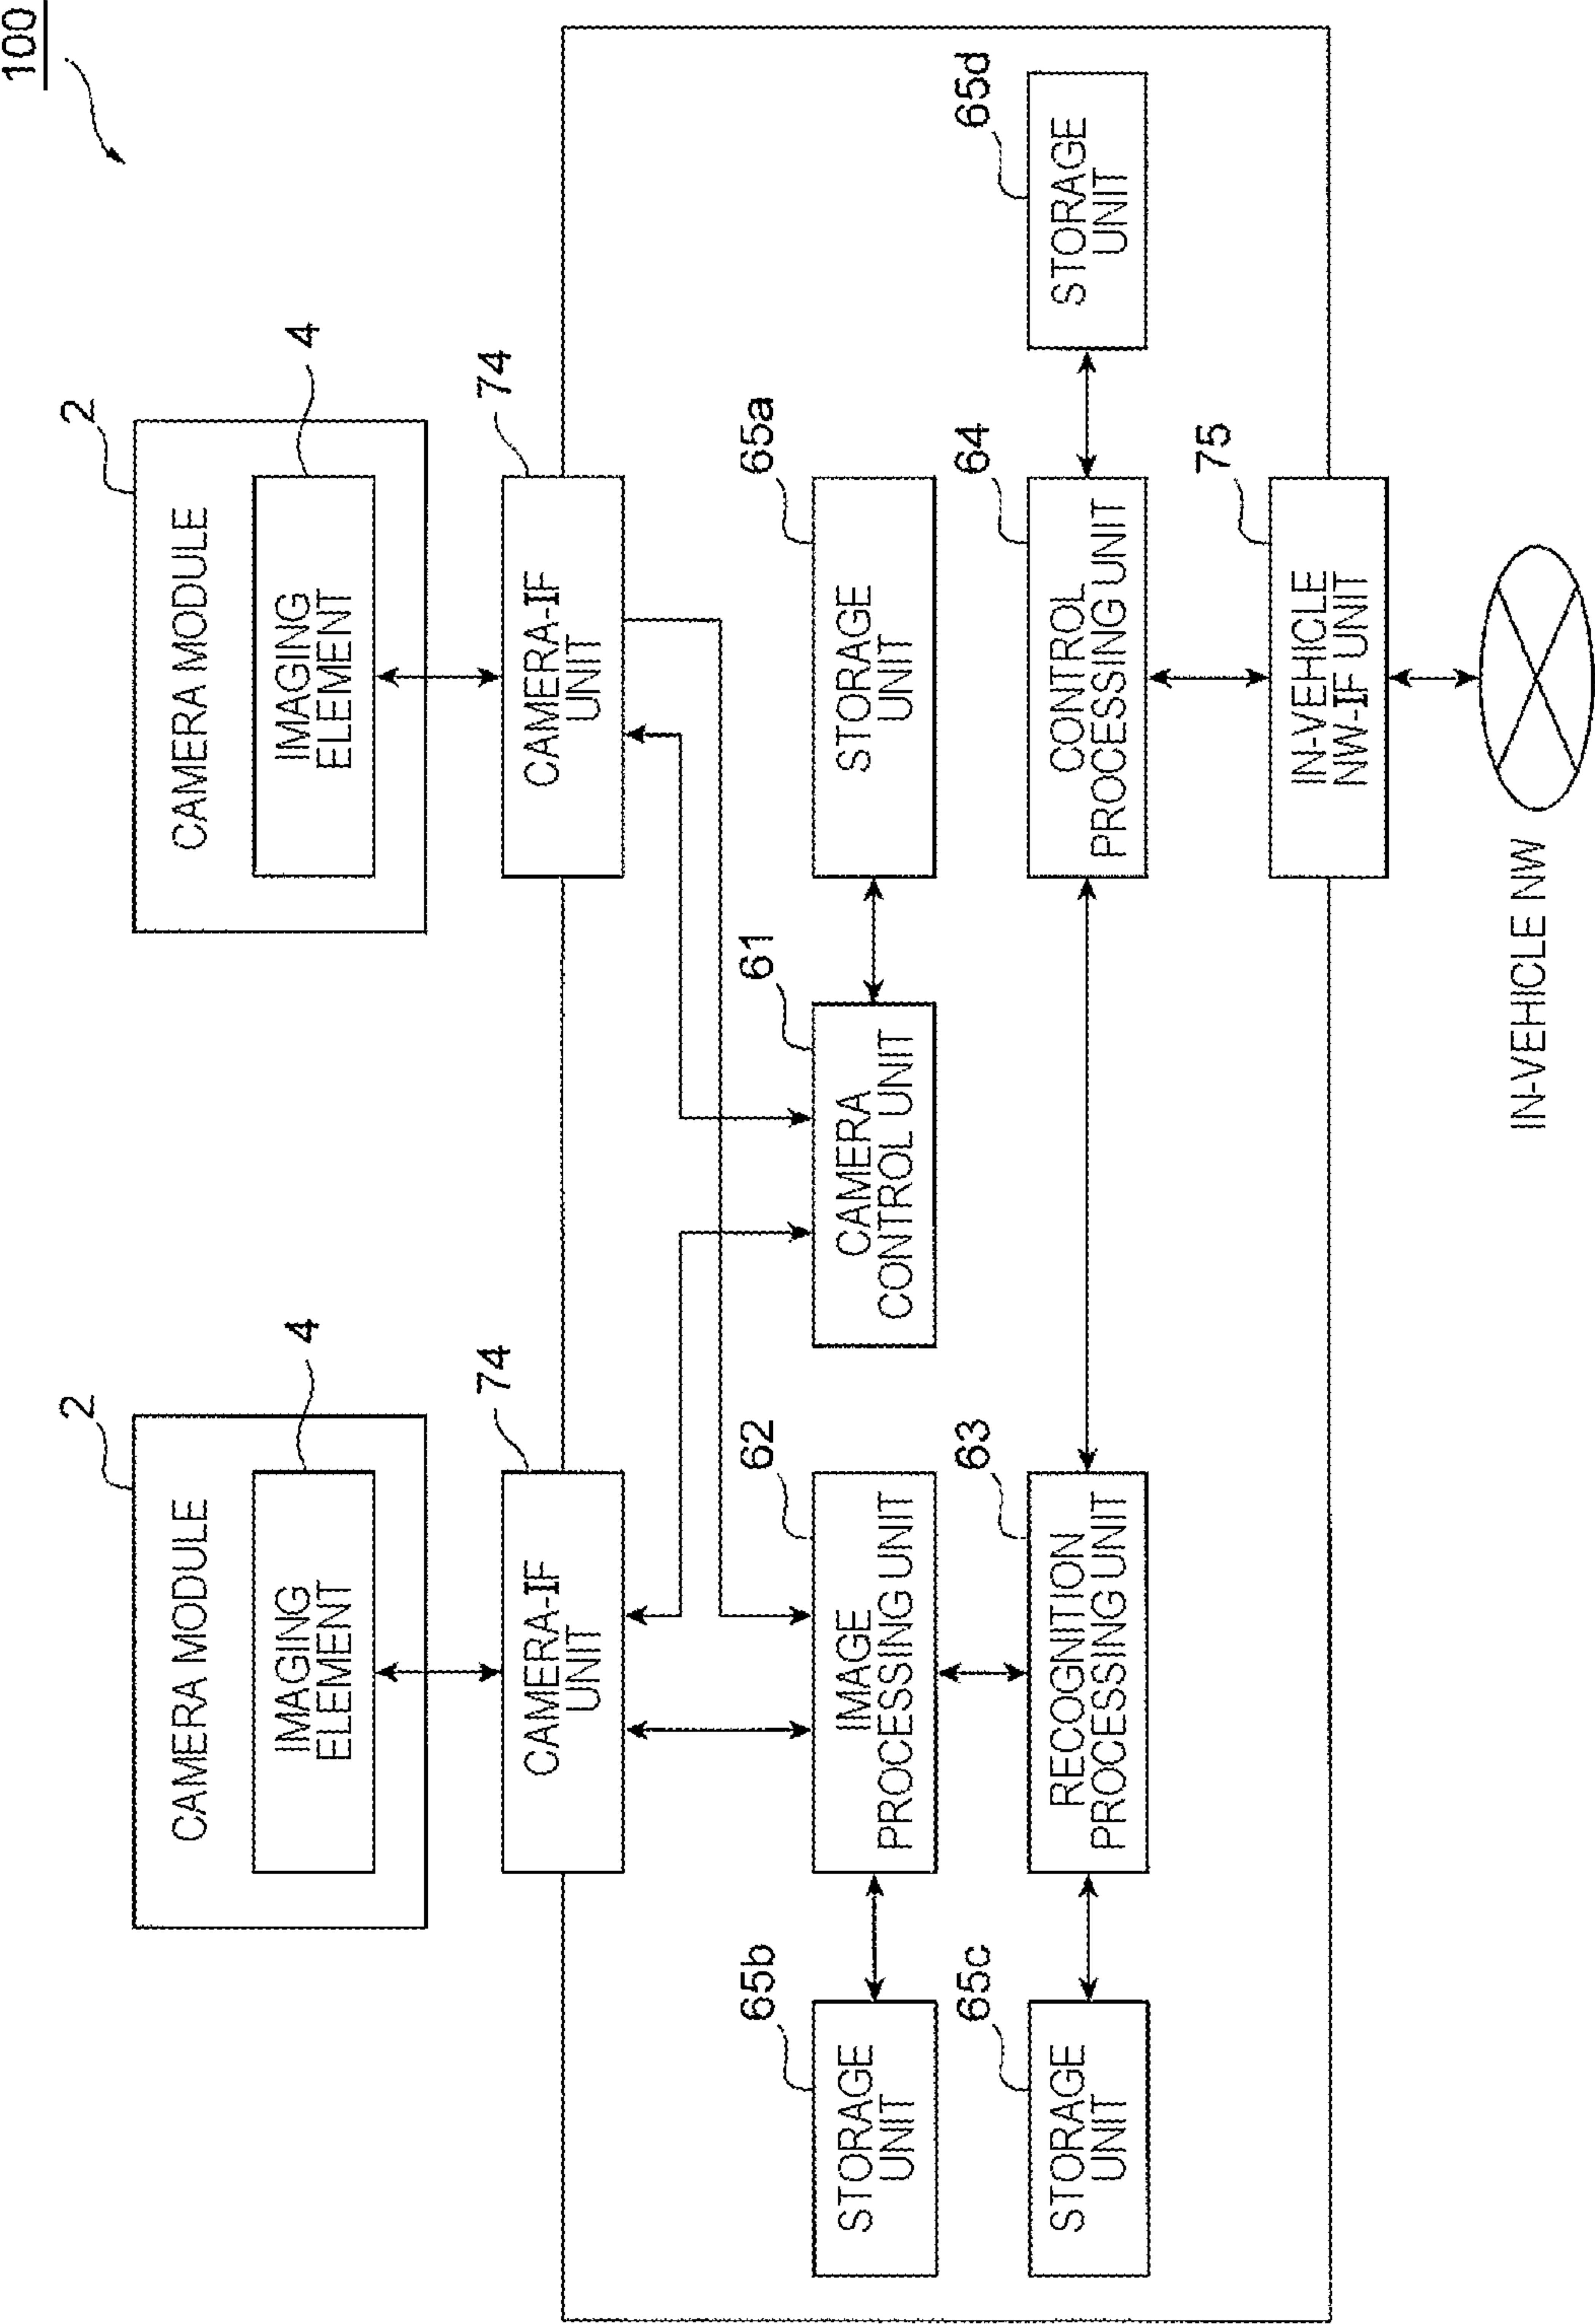 100
2
CAMERA MODULE
4
IMAGING
ELEMENT
2
CAMERA MODULE
4
IMAGING
ELEMENT
74
CAMERA-IF
UNIT
74
CAMERA-IF
UNIT
65b
STORAGE
UNIT
62
IMAGE
PROCESSING UNIT
61
CAMERA
CONTROL UNIT
65a
STORAGE
UNIT
65c
STORAGE
UNIT
63
RECOGNITION
PROCESSING UNIT
64
CONTROL
PROCESSING UNIT
65d
STORAGE
UNIT
75
IN-VEHICLE
NW-IF UNIT
IN-VEHICLE NW